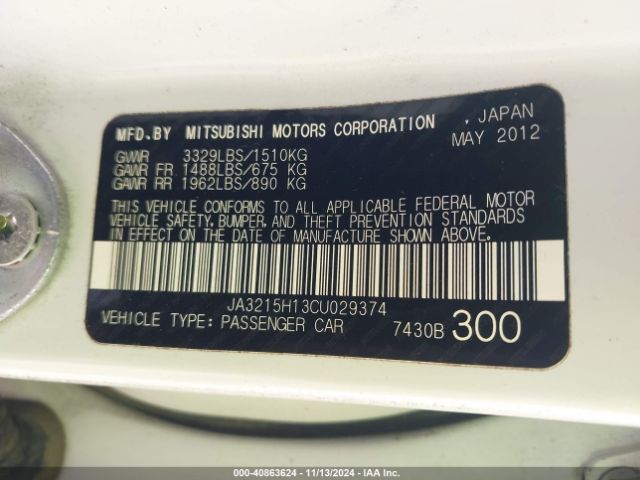 MFD.BY MITSUBISHI MOTORS CORPORATION , JAPAN
MAY 2012
GVWR 3329LBS/1510KG
GAWR FR 1488LBS/675 KG
GAWR RR 1962LBS/890 KG
THIS VEHICLE CONFORMS TO ALL APPLICABLE FEDERAL MOTOR
VEHICLE SAFETY, BUMPER, AND THEFT PREVENTION STANDARDS
IN EFFECT ON THE DATE OF MANUFACTURE SHOWN ABOVE.
JA3215H13CU029374
VEHICLE TYPE: PASSENGER CAR 7430B 300
000-40863624 - 11/13/2024 - IAA Inc.